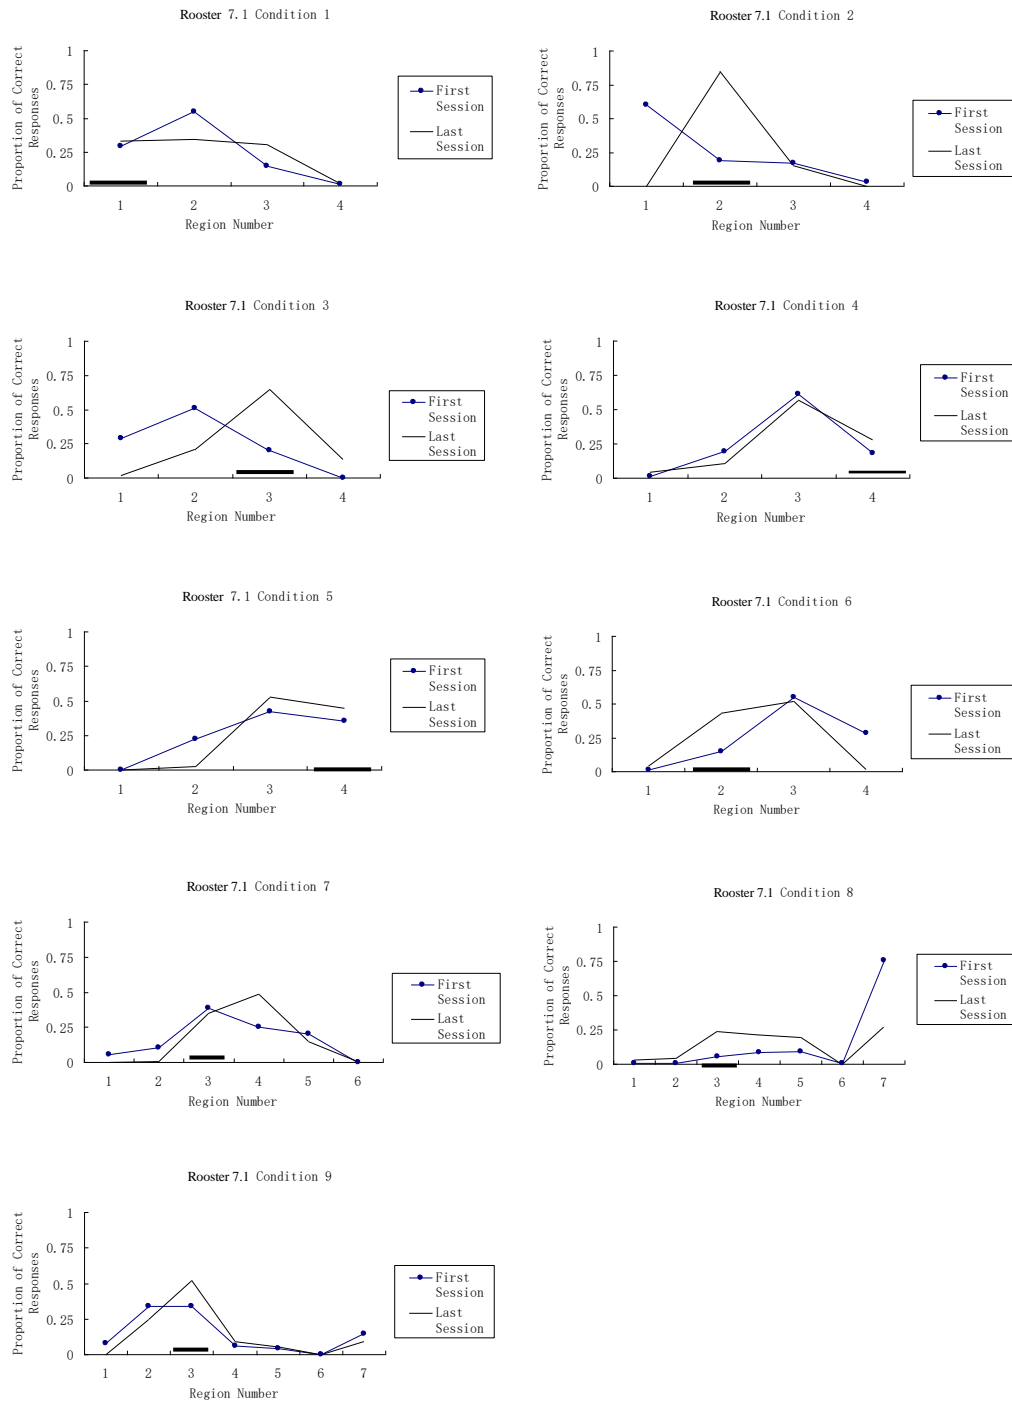 Rooster 7.1 Condition 1
Proportion of Correct
Responses
1
0.75
0.5
0.25
0
1 2 3 4
Region Number
First
Session
Last
Session
Rooster 7.1 Condition 2
Proportion of Correct
Responses
1
0.75
0.5
0.25
0
1 2 3 4
Region Number
First
Session
Last
Session
Rooster 7.1 Condition 3
Proportion of Correct
Responses
1
0.75
0.5
0.25
0
1 2 3 4
Region Number
First
Session
Last
Session
Rooster 7.1 Condition 4
Proportion of Correct
Responses
1
0.75
0.5
0.25
0
1 2 3 4
Region Number
First
Session
Last
Session
Rooster 7.1 Condition 5
Proportion of Correct
Responses
1
0.75
0.5
0.25
0
1 2 3 4
Region Number
First
Session
Last
Session
Rooster 7.1 Condition 6
Proportion of Correct
Responses
1
0.75
0.5
0.25
0
1 2 3 4
Region Number
First
Session
Last
Session
Rooster 7.1 Condition 7
Proportion of Correct
Responses
1
0.75
0.5
0.25
0
1 2 3 4 5 6
Region Number
First
Session
Last
Session
Rooster 7.1 Condition 8
Proportion of Correct
Responses
1
0.75
0.5
0.25
0
1 2 3 4 5 6 7
Region Number
First
Session
Last
Session
Rooster 7.1 Condition 9
Proportion of Correct
Responses
1
0.75
0.5
0.25
0
1 2 3 4 5 6 7
Region Number
First
Session
Last
Session